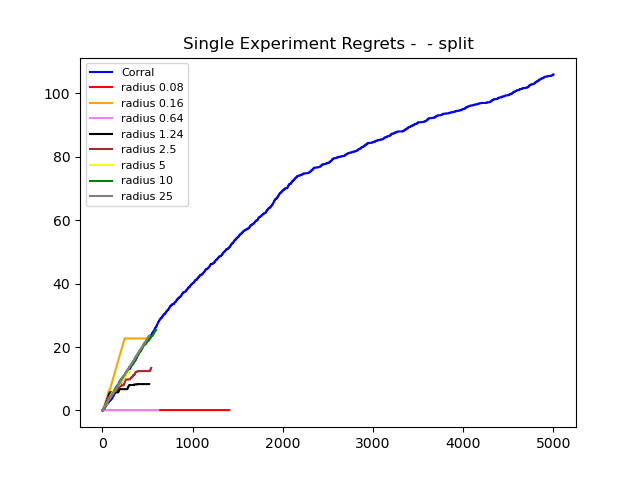 Single Experiment Regrets -  - split
Corral
radius 0.08
radius 0.16
radius 0.64
radius 1.24
radius 2.5
radius 5
radius 10
radius 25
100
80
60
40
20
0
0 1000 2000 3000 4000 5000